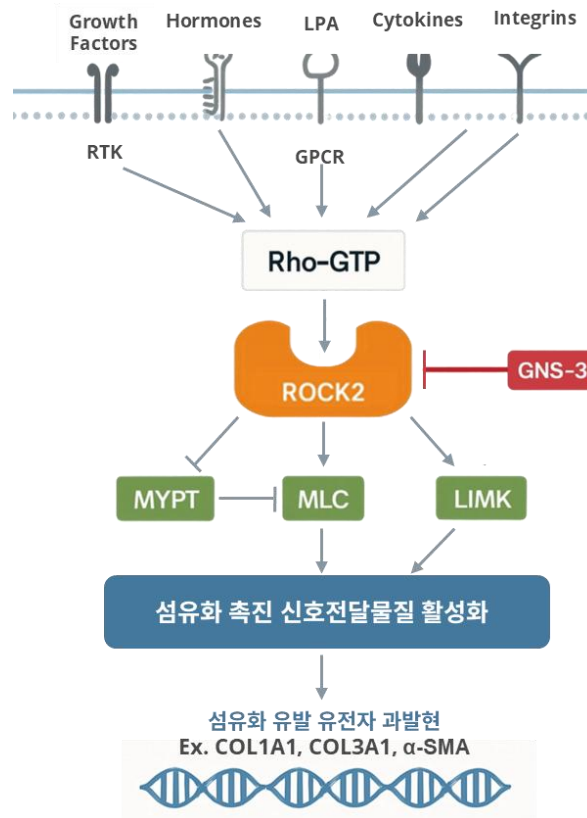 Growth
Factors
Hormones
LPA
Cytokines
Integrins
RTK
GPCR
Rho-GTP
ROCK2
GNS-3
MYPT
MLC
LIMK
섬유화 촉진 신호전달물질 활성화
섬유화 유발 유전자 과발현
Ex. COL1A1, COL3A1, α-SMA